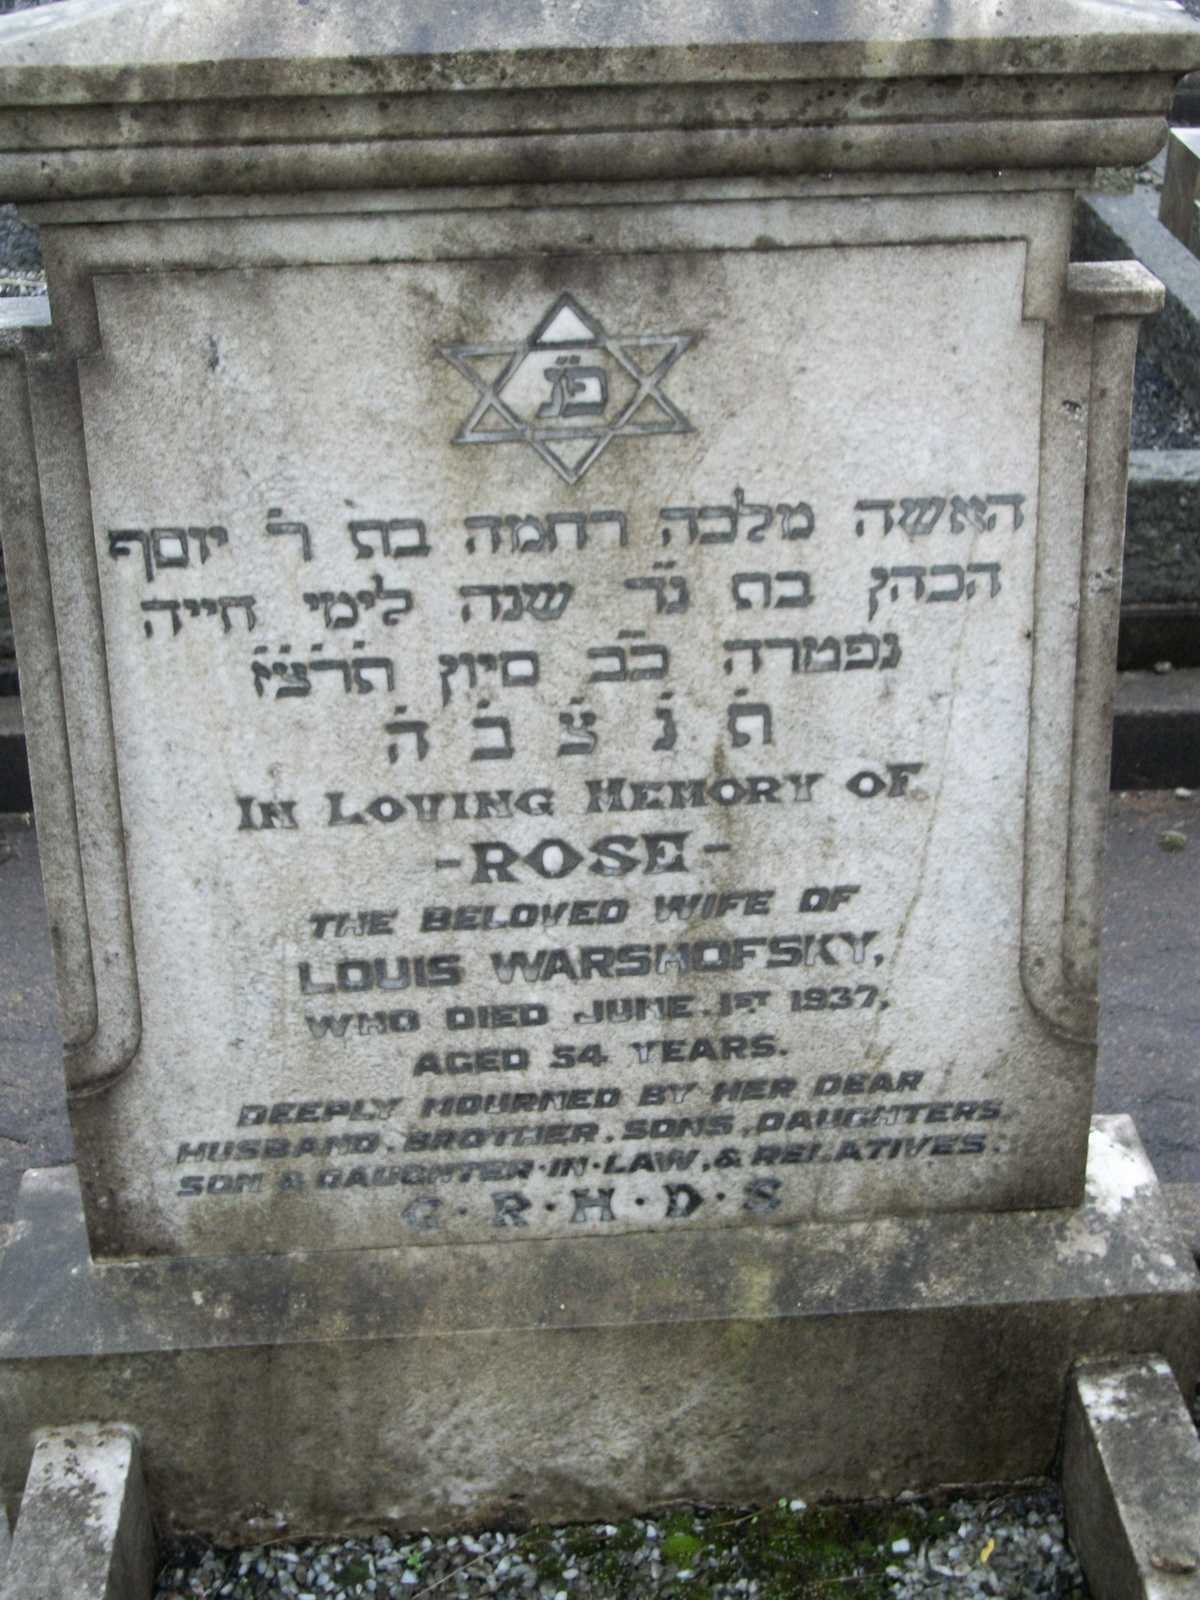 פ״נ
האשה מלכה רחמה בת ר׳ יוסף
הכהן בת נ״ד שנה לימי חייה
נפטרה כ״ב סיון תרצ״ז
ת׳ נ׳ צ׳ ב׳ ה׳
IN LOVING MEMORY OF
-ROSE-
THE BELOVED WIFE OF
LOUIS WARSHOFSKY,
WHO DIED JUNE. 1ST 1937,
AGED 54 YEARS.
DEEPLY MOURNED BY HER DEAR
HUSBAND, BROTHER, SONS, DAUGHTERS,
SON & DAUGHTER-IN-LAW, & RELATIVES.
G·R·H·D·S